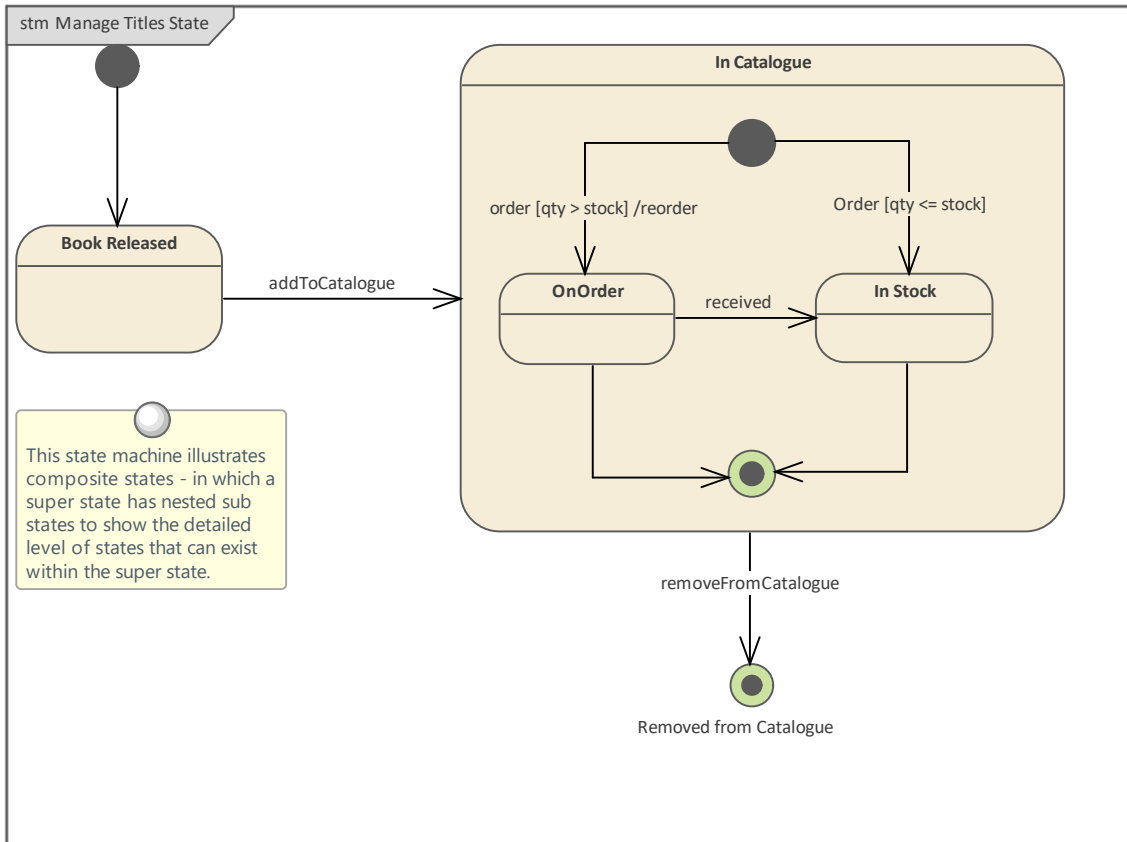 stm Manage Titles State
In Catalogue
order [qty > stock] /reorder
Order [qty <= stock]
Book Released
addToCatalogue
OnOrder
received
In Stock
This state machine illustrates
composite states - in which a
super state has nested sub
states to show the detailed
level of states that can exist
within the super state.
removeFromCatalogue
Removed from Catalogue